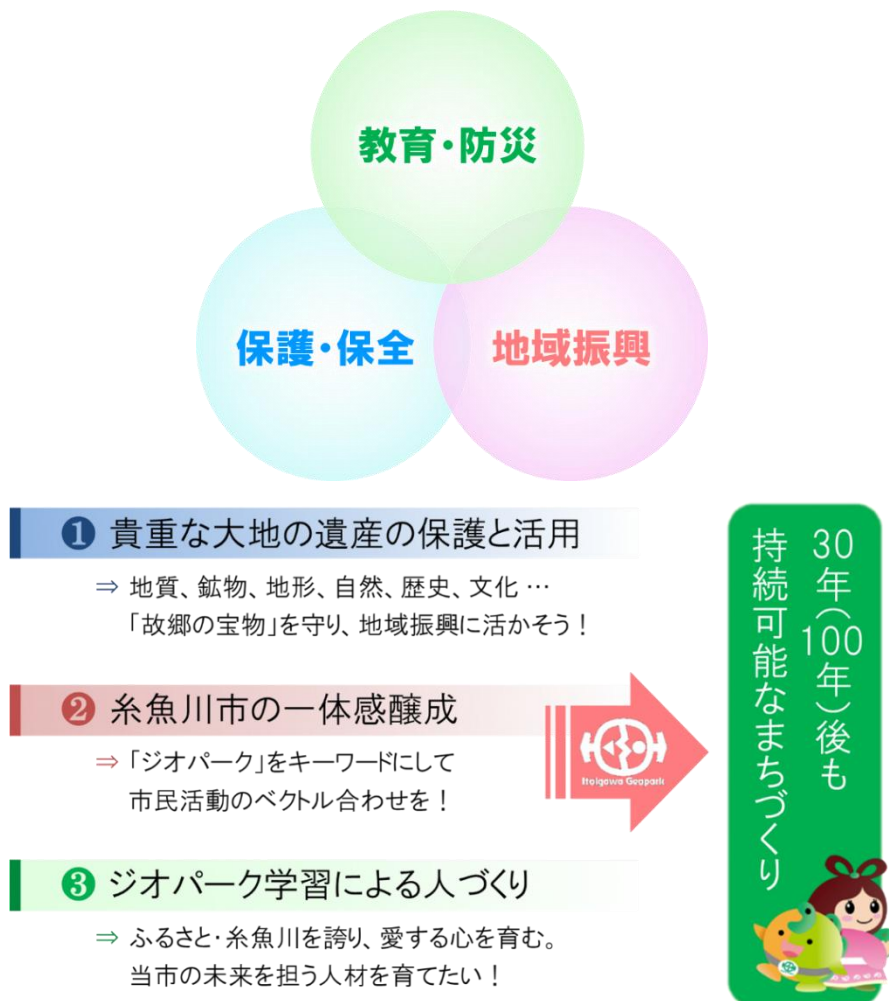 教育・防災
保護・保全
地域振興
❶ 貴重な大地の遺産の保護と活用
⇒ 地質、鉱物、地形、自然、歴史、文化 …
「故郷の宝物」を守り、地域振興に活かそう！
❷ 糸魚川市の一体感醸成
⇒ 「ジオパーク」をキーワードにして
市民活動のベクトル合わせを！
Itoigawa Geopark
❸ ジオパーク学習による人づくり
⇒ ふるさと・糸魚川を誇り、愛する心を育む。
当市の未来を担う人材を育てたい！
30年（100年）後も
持続可能なまちづくり